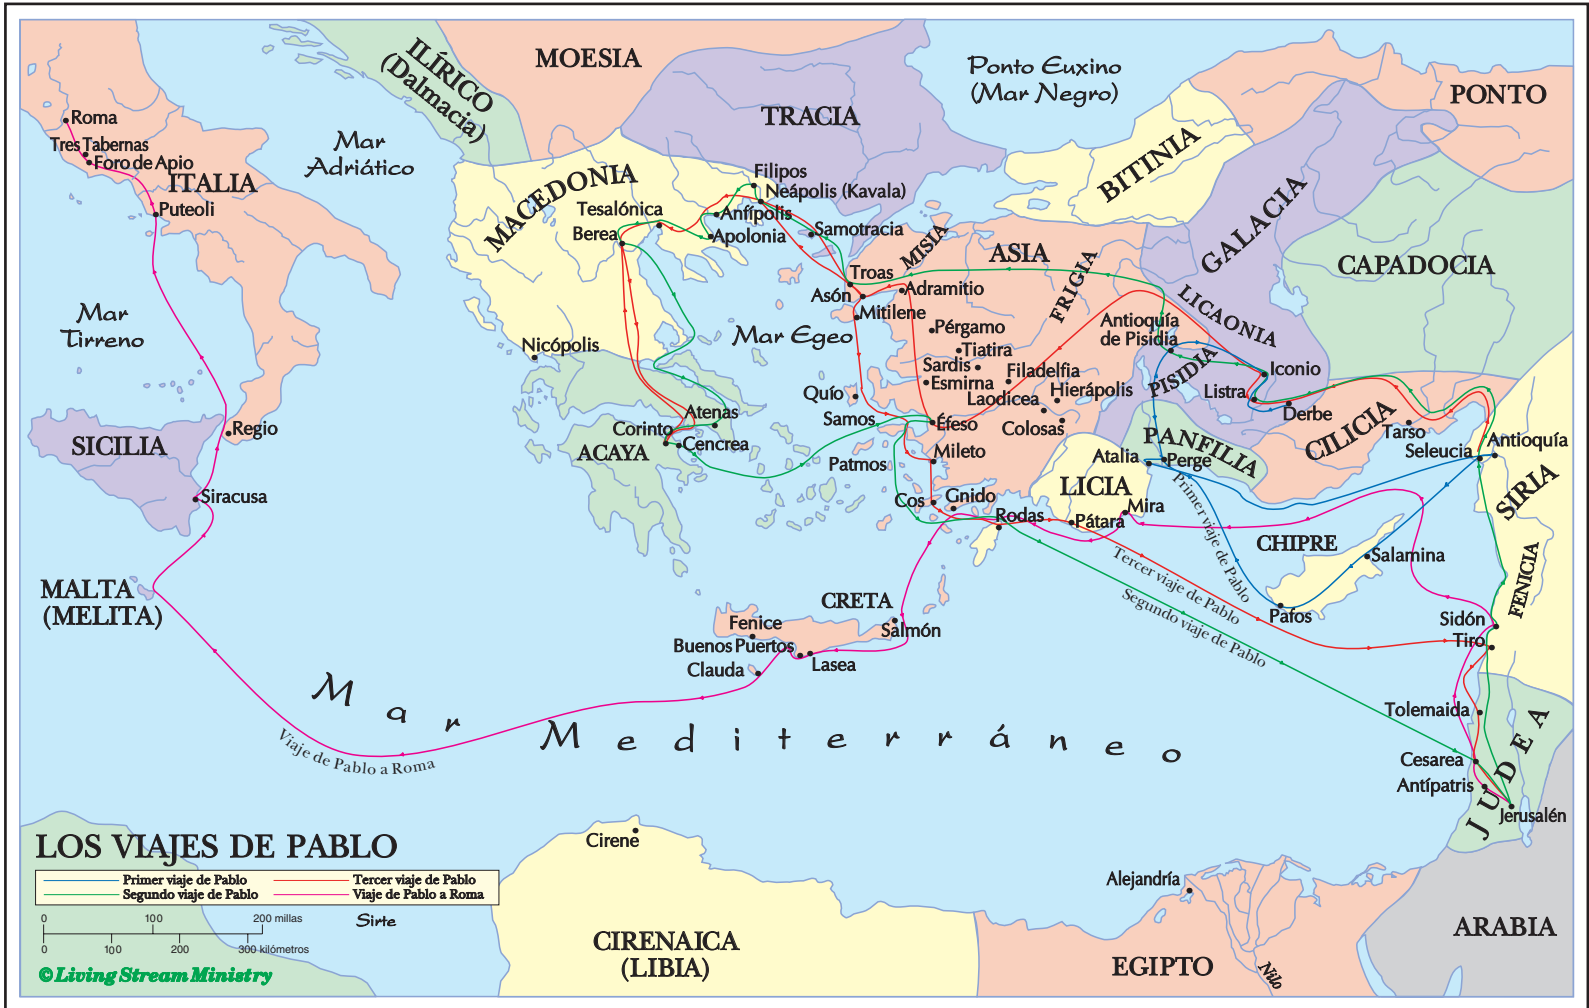 MOESIA
ILÍRICO
(Dalmacia)
Ponto Euxino
(Mar Negro)
PONTO
TRACIA
Roma
Tres Tabernas
Foro de Apio
ITALIA
Puteoli
Mar
Adriático
MACEDONIA
Filipos
Neápolis (Kavala)
Tesalónica
Anfípolis
Berea
Apolonia
Samotracia
BITINIA
GALACIA
CAPADOCIA
MISIA
ASIA
FRIGIA
Troas
Asón
Adramitio
Mitilene
LICAONIA
Mar
Tirreno
Mar Egeo
Pérgamo
Antioquía
de Pisidia
Nicópolis
Tiatira
Sardis
Filadelfia
Esmirna
Hierápolis
Laodicea
PISIDIA
Iconio
Listra
Derbe
Quío
Samos
Éfeso
Colosas
CILICIA
Tarso
Atenas
Corinto
Cencrea
ACAYA
Regio
SICILIA
Siracusa
Patmos
Mileto
PANFILIA
Atalia
Perge
Antioquía
Seleucia
SIRIA
LICIA
Cos
Gnido
Rodas
Pátara
Mira
Primer viaje de Pablo
CHIPRE
Salamina
Pafos
FENICIA
MALTA
(MELITA)
CRETA
Fenice
Salmón
Buenos Puertos
Lasea
Clauda
Tercer viaje de Pablo
Segundo viaje de Pablo
Sidón
Tiro
Mar Mediterráneo
Viaje de Pablo a Roma
Tolemaida
Cesarea
Antípatris
JUDEA
Jerusalén
LOS VIAJES DE PABLO
Primer viaje de Pablo
Tercer viaje de Pablo
Segundo viaje de Pablo
Viaje de Pablo a Roma
0 100 200 millas
0 100 200 300 kilómetros
Sirte
© Living Stream Ministry
Cirene
CIRENAICA
(LIBIA)
Alejandría
EGIPTO
Nilo
ARABIA